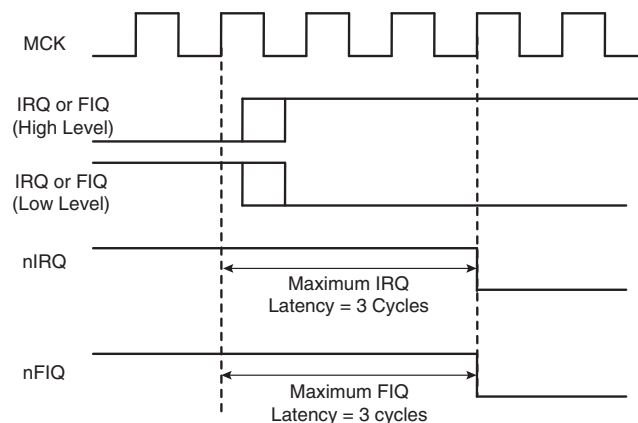 MCK
IRQ or FIQ
(High Level)
IRQ or FIQ
(Low Level)
nIRQ
Maximum IRQ
Latency = 3 Cycles
nFIQ
Maximum FIQ
Latency = 3 cycles